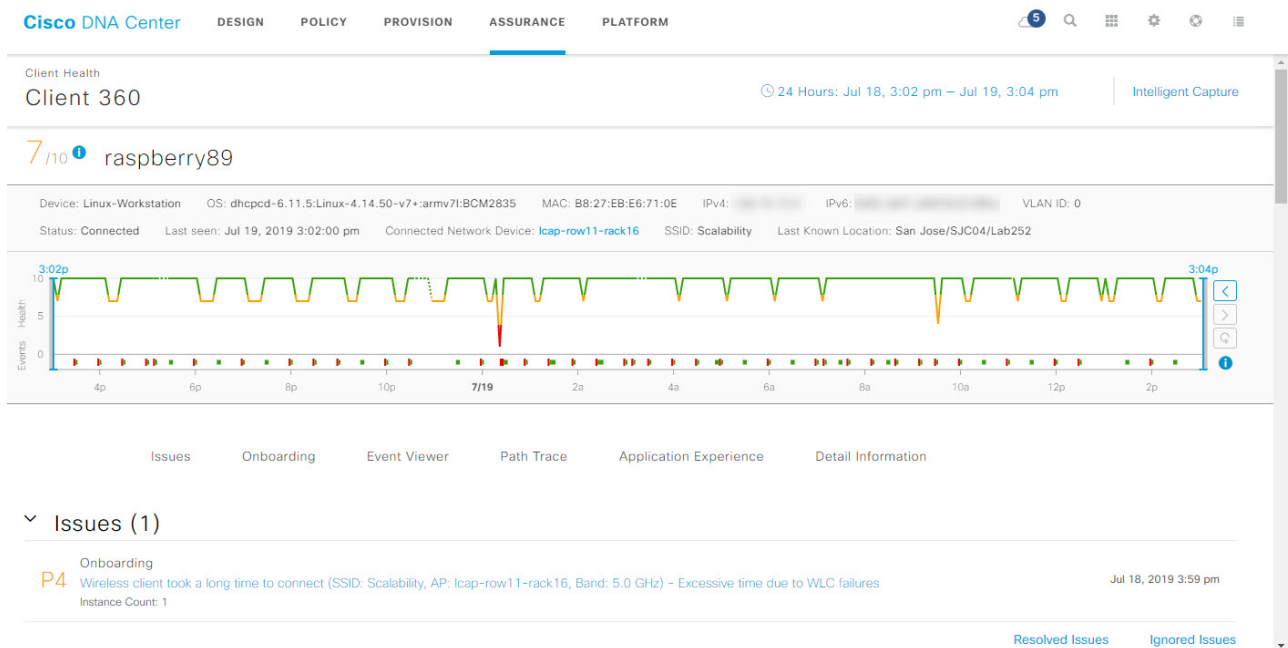 Cisco DNA Center DESIGN POLICY PROVISION ASSURANCE PLATFORM 5
Client Health
Client 360
24 Hours: Jul 18, 3:02 pm – Jul 19, 3:04 pm Intelligent Capture
7/10 raspberry89
Device: Linux-Workstation OS: dhcpcd-6.11.5:Linux-4.14.50-v7+:armv7l:BCM2835 MAC: B8:27:EB:E6:71:0E IPv4: IPv6: VLAN ID: 0
Status: Connected Last seen: Jul 19, 2019 3:02:00 pm Connected Network Device: Icap-row11-rack16 SSID: Scalability Last Known Location: San Jose/SJC04/Lab252
3:02p 3:04p
10
Health
5
0
Events
4p 6p 8p 10p 7/19 2a 4a 6a 8a 10a 12p 2p
Issues Onboarding Event Viewer Path Trace Application Experience Detail Information
Issues (1)
Onboarding
P4 Wireless client took a long time to connect (SSID: Scalability, AP: Icap-row11-rack16, Band: 5.0 GHz) - Excessive time due to WLC failures Jul 18, 2019 3:59 pm
Instance Count: 1
Resolved Issues Ignored Issues